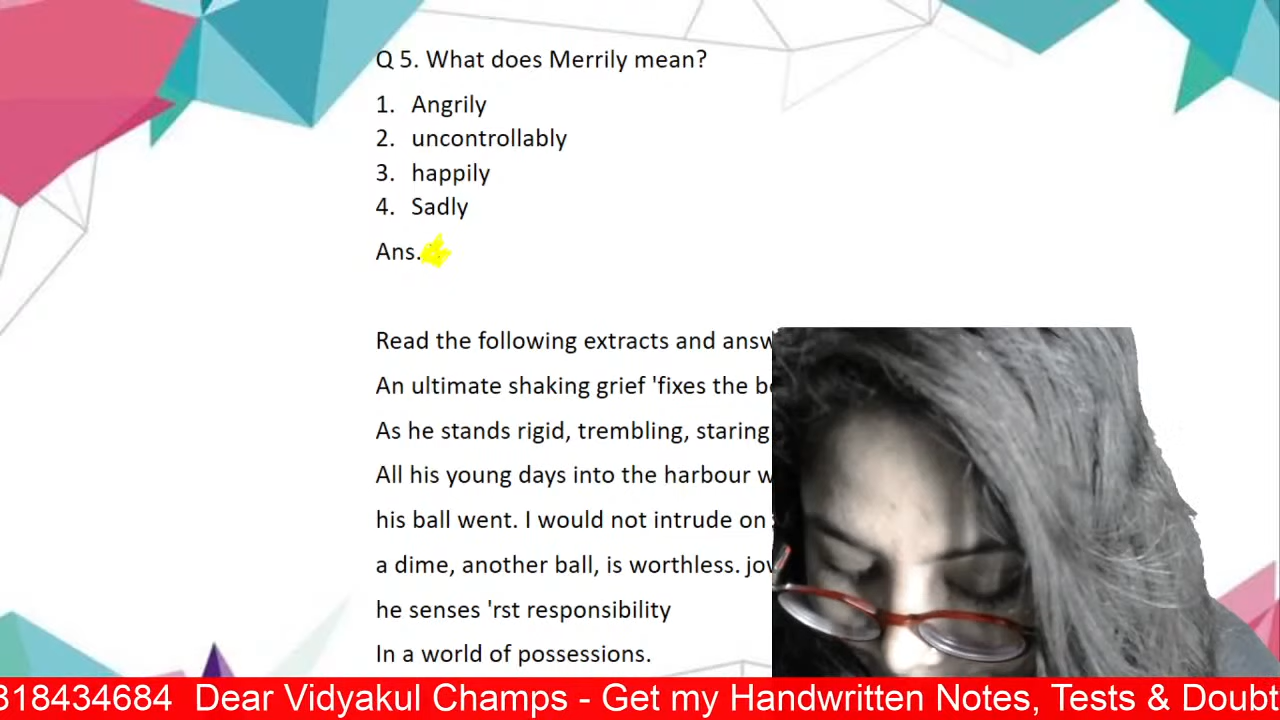 Q 5. What does Merrily mean?
1. Angrily
2. uncontrollably
3. happily
4. Sadly
Ans.
Read the following extracts and
An ultimate shaking grief 'fixes the
As he stands rigid, trembling, staring
All his young days into the harbour
his ball went. I would not intrude on
a dime, another ball, is worthless.
he senses 'rst responsibility
In a world of possessions.
318434684 Dear Vidyakul Champs - Get my Handwritten Notes, Tests & Doubt